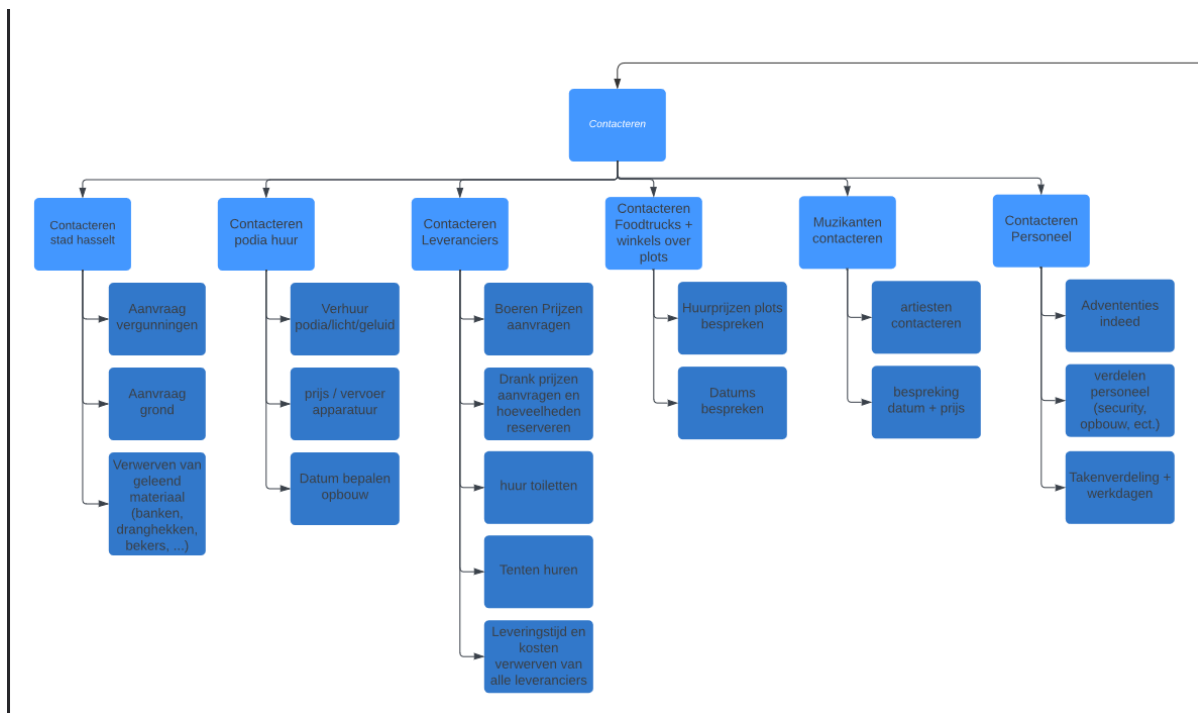 Contacteren
Contacteren
stad hasselt
Contacteren
podia huur
Contacteren
Leveranciers
Contacteren
Foodtrucks +
winkels over
plots
Muzikanten
contacteren
Contacteren
Personeel
Aanvraag
vergunningen
Aanvraag
grond
Verwerven van
geleend
materiaal
(banken,
dranghekken,
bekers, ...)
Verhuur
podia/licht/geluid
prijs / vervoer
apparatuur
Datum bepalen
opbouw
Boeren Prijzen
aanvragen
Drank prijzen
aanvragen en
hoeveelheden
reserveren
huur toiletten
Tenten huren
Leveringstijd en
kosten
verwerven van
alle leveranciers
Huurprijzen plots
bespreken
Datums
bespreken
artiesten
contacteren
bespreking
datum + prijs
Advententies
indeed
verdelen
personeel
(security,
opbouw, ect.)
Takenverdeling +
werkdagen